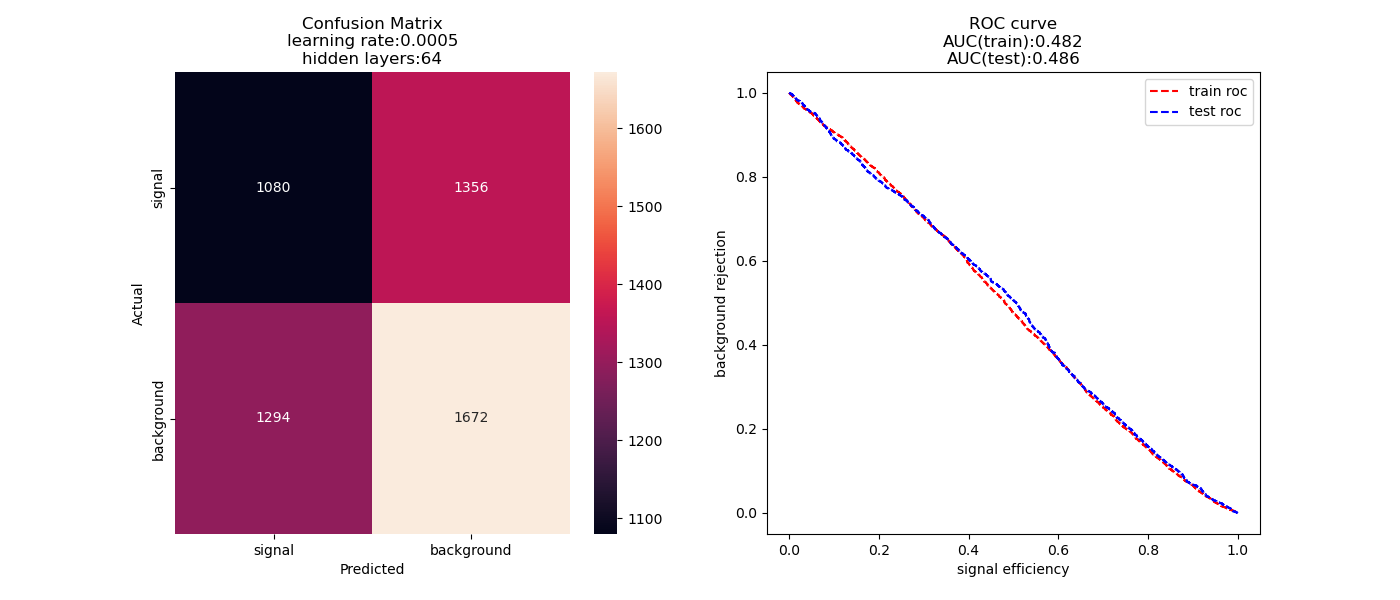 Confusion Matrix
learning rate:0.0005
hidden layers:64
signal
background
Actual
1080
1356
1294
1672
signal
background
Predicted
1600
1500
1400
1300
1200
1100
ROC curve
AUC(train):0.482
AUC(test):0.486
train roc
test roc
background rejection
1.0
0.8
0.6
0.4
0.2
0.0
0.0
0.2
0.4
0.6
0.8
1.0
signal efficiency